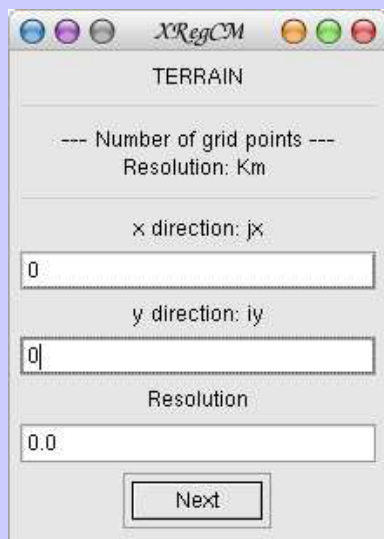 XRegCM
TERRAIN
--- Number of grid points ---
Resolution: Km
x direction: jx
0
y direction: iy
0
Resolution
0.0
Next